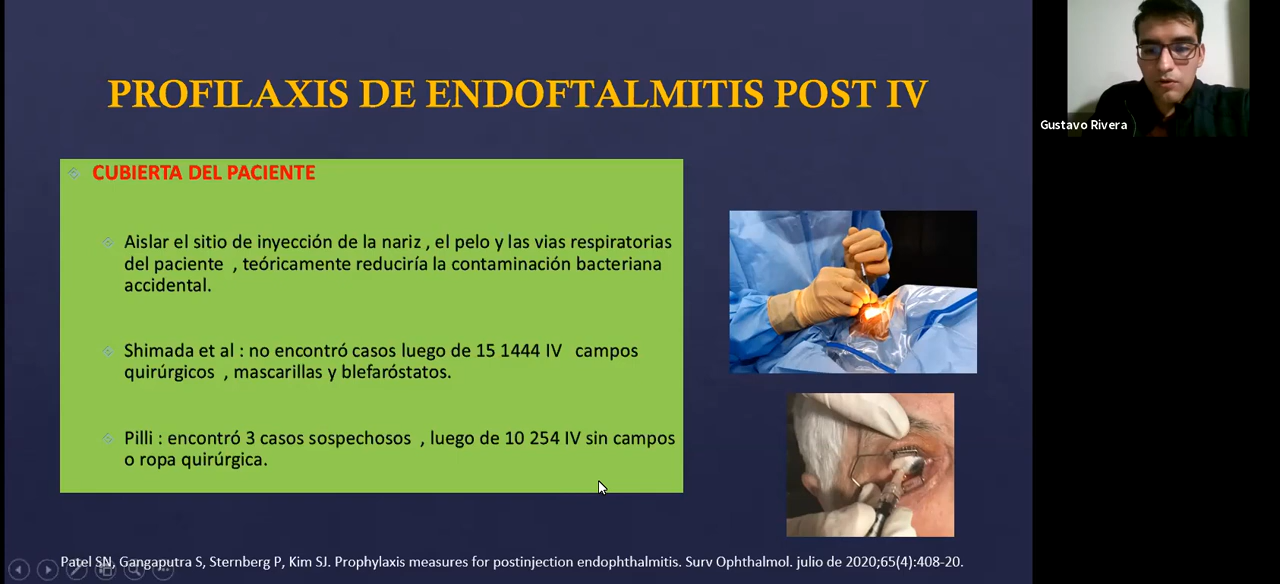 PROFILAXIS DE ENDOFTALMITIS POST IV
Gustavo Rivera
CUBIERTA DEL PACIENTE
Aislar el sitio de inyección de la nariz , el pelo y las vias respiratorias
del paciente , teóricamente reduciría la contaminación bacteriana
accidental.
Shimada et al : no encontró casos luego de 15 1444 IV campos
quirúrgicos , mascarillas y blefaróstatos.
Pilli : encontró 3 casos sospechosos , luego de 10 254 IV sin campos
o ropa quirúrgica.
Patel SN, Gangaputra S, Sternberg P, Kim SJ. Prophylaxis measures for postinjection endophthalmitis. Surv Ophthalmol. julio de 2020;65(4):408-20.